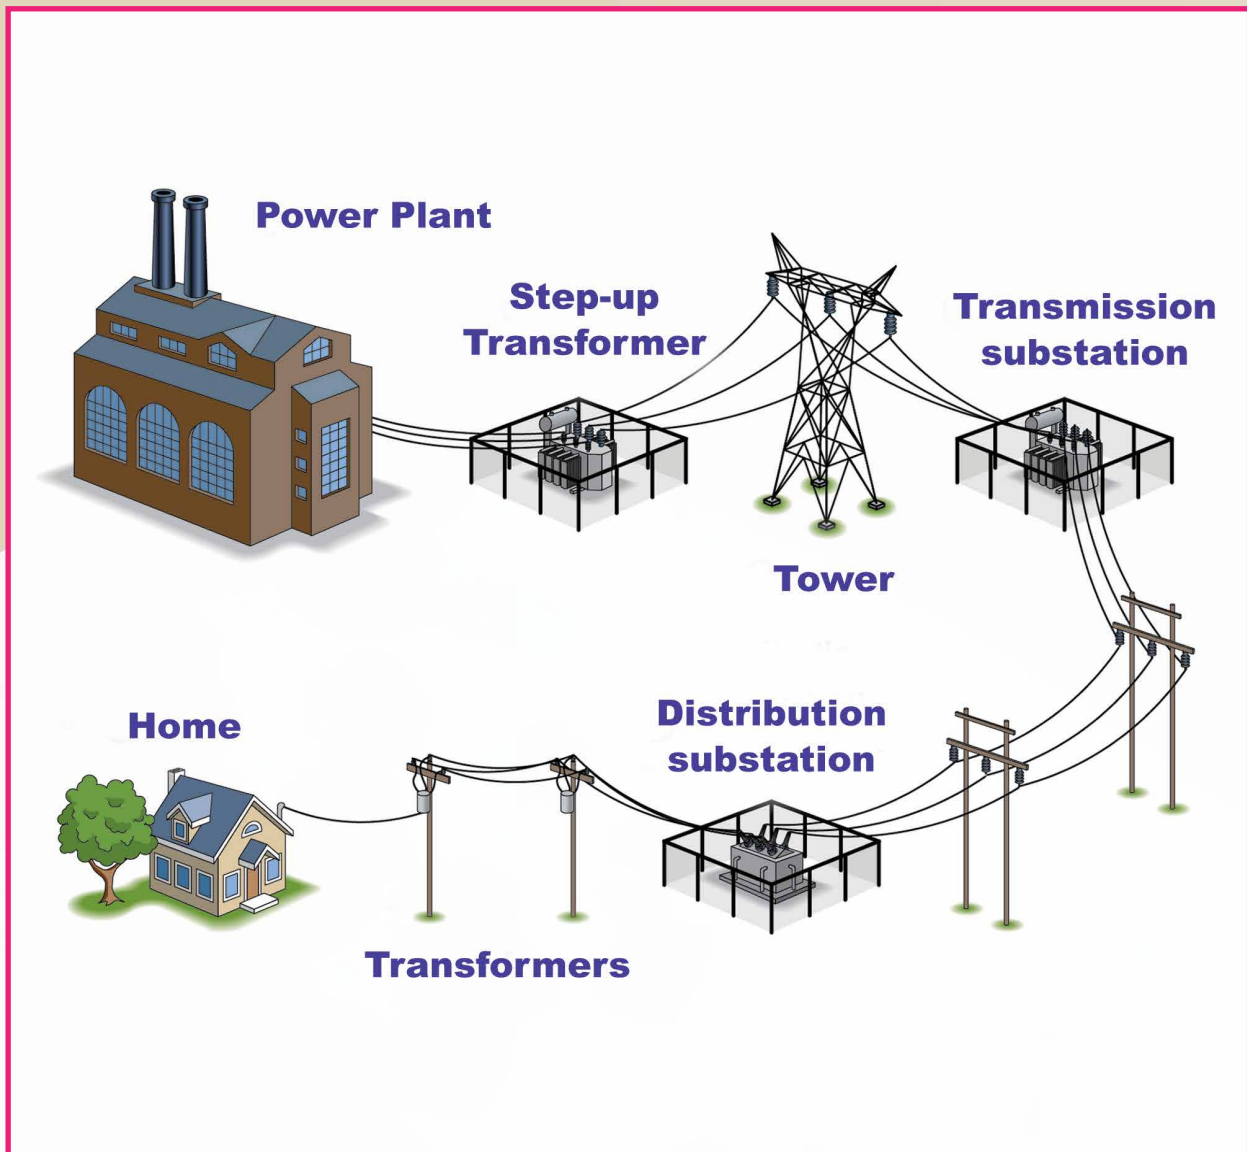 Power Plant
Step-up
Transformer
Transmission
substation
Tower
Distribution
substation
Home
Transformers